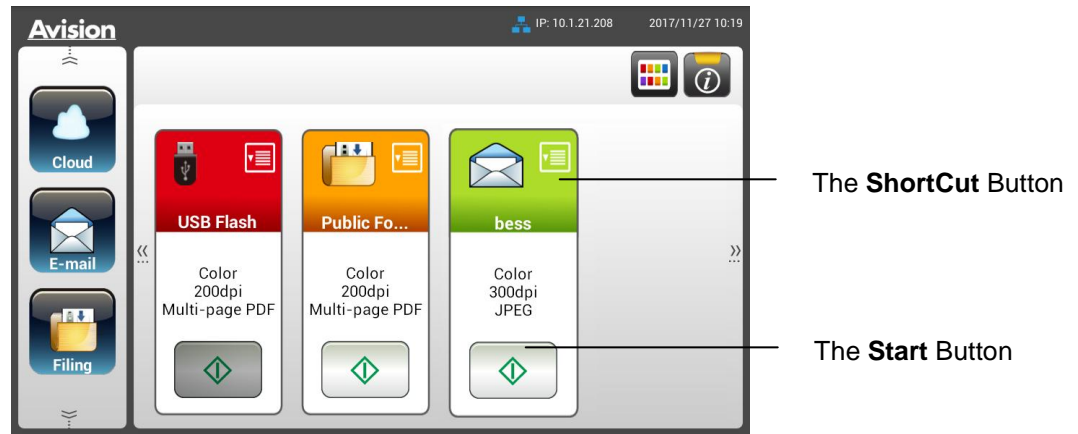 Avision
IP: 10.1.21.208
2017/11/27 10:19
Cloud
E-mail
Filing
USB Flash
Color
200dpi
Multi-page PDF
Public Fo...
Color
200dpi
Multi-page PDF
bess
Color
300dpi
JPEG
The ShortCut Button
The Start Button